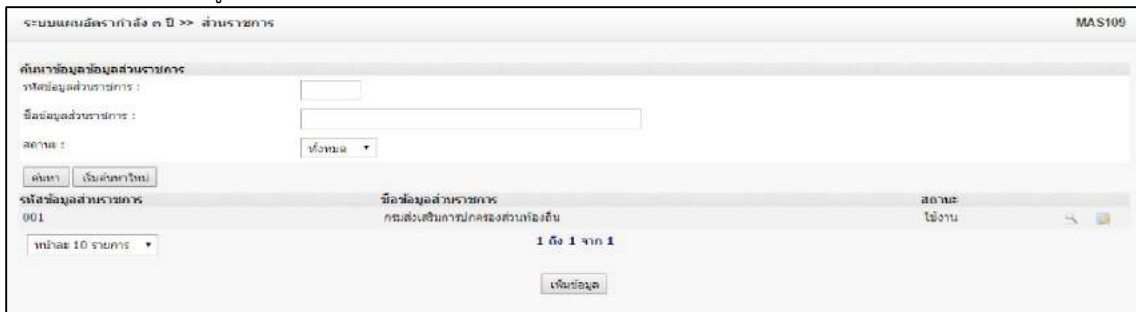 ระบบแผนอัตรากำลัง ๓ ปี >> ส่วนราชการ MAS109
ค้นหาข้อมูลข้อมูลส่วนราชการ
รหัสข้อมูลส่วนราชการ :
ชื่อข้อมูลส่วนราชการ :
สถานะ : ทั้งหมด
ค้นหา เริ่มค้นหาใหม่
รหัสข้อมูลส่วนราชการ ชื่อข้อมูลส่วนราชการ สถานะ
001 กรมส่งเสริมการปกครองส่วนท้องถิ่น ใช้งาน
หน้าละ 10 รายการ 1 ถึง 1 จาก 1
เพิ่มข้อมูล